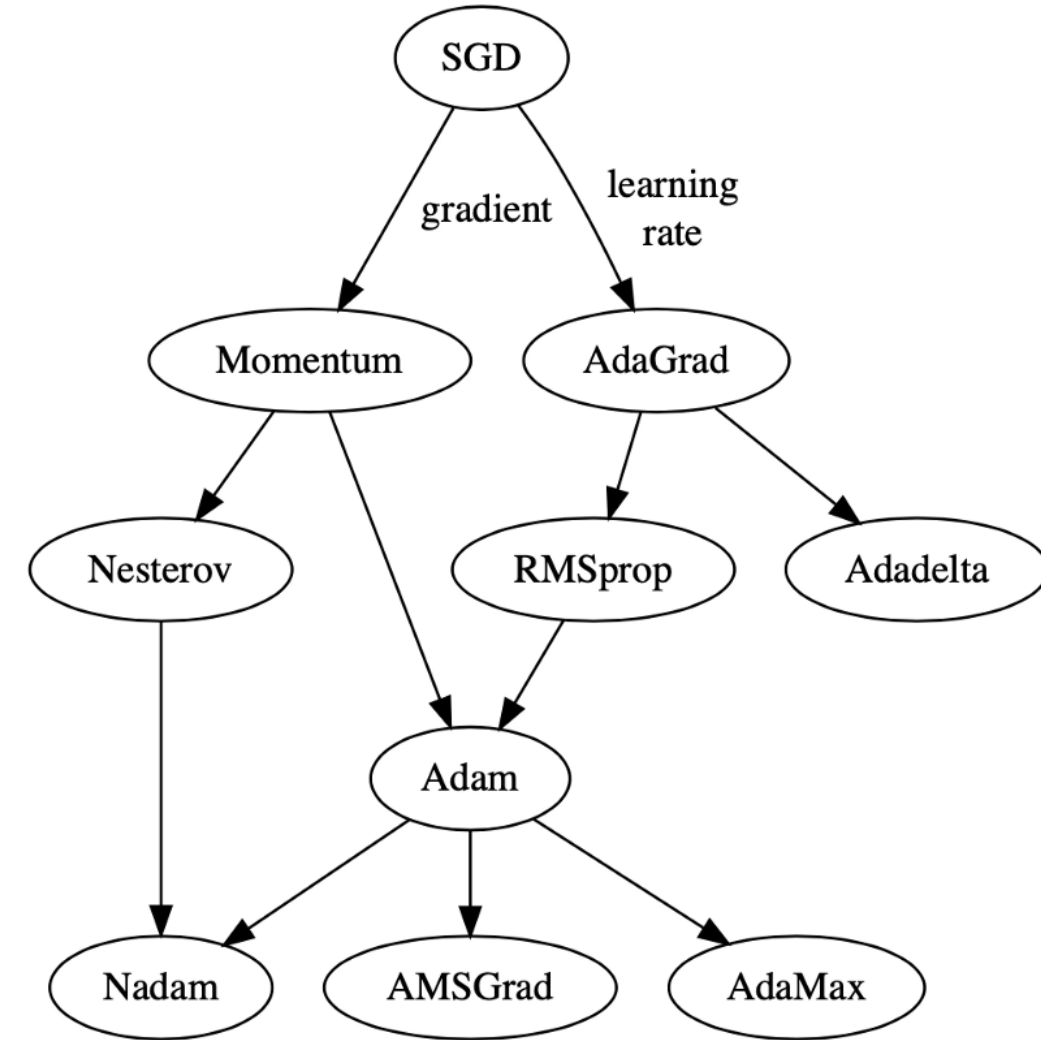 SGD
gradient
learning
rate
Momentum
AdaGrad
Nesterov
RMSprop
Adadelta
Adam
Nadam
AMSGrad
AdaMax